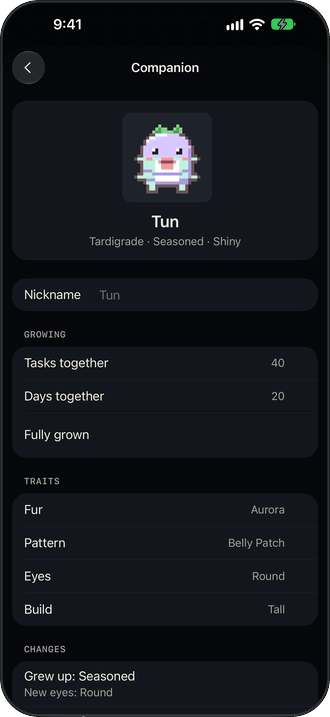 9:41
Companion
Tun
Tardigrade · Seasoned · Shiny
Nickname Tun
GROWING
Tasks together 40
Days together 20
Fully grown
TRAITS
Fur Aurora
Pattern Belly Patch
Eyes Round
Build Tall
CHANGES
Grew up: Seasoned
New eyes: Round